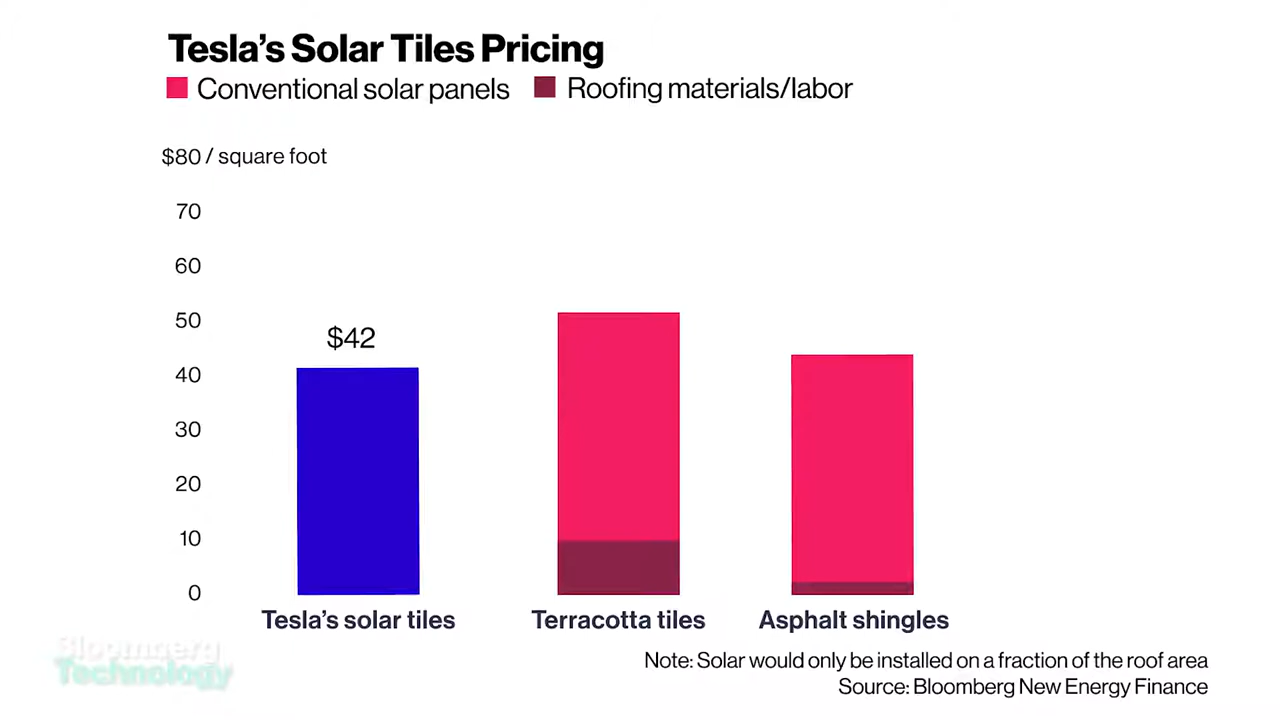 Tesla's Solar Tiles Pricing
Conventional solar panels Roofing materials/labor
$80 / square foot
70
60
50
$42
40
30
20
10
0
Tesla's solar tiles Terracotta tiles Asphalt shingles
Note: Solar would only be installed on a fraction of the roof area
Source: Bloomberg New Energy Finance
Bloomberg
Technology